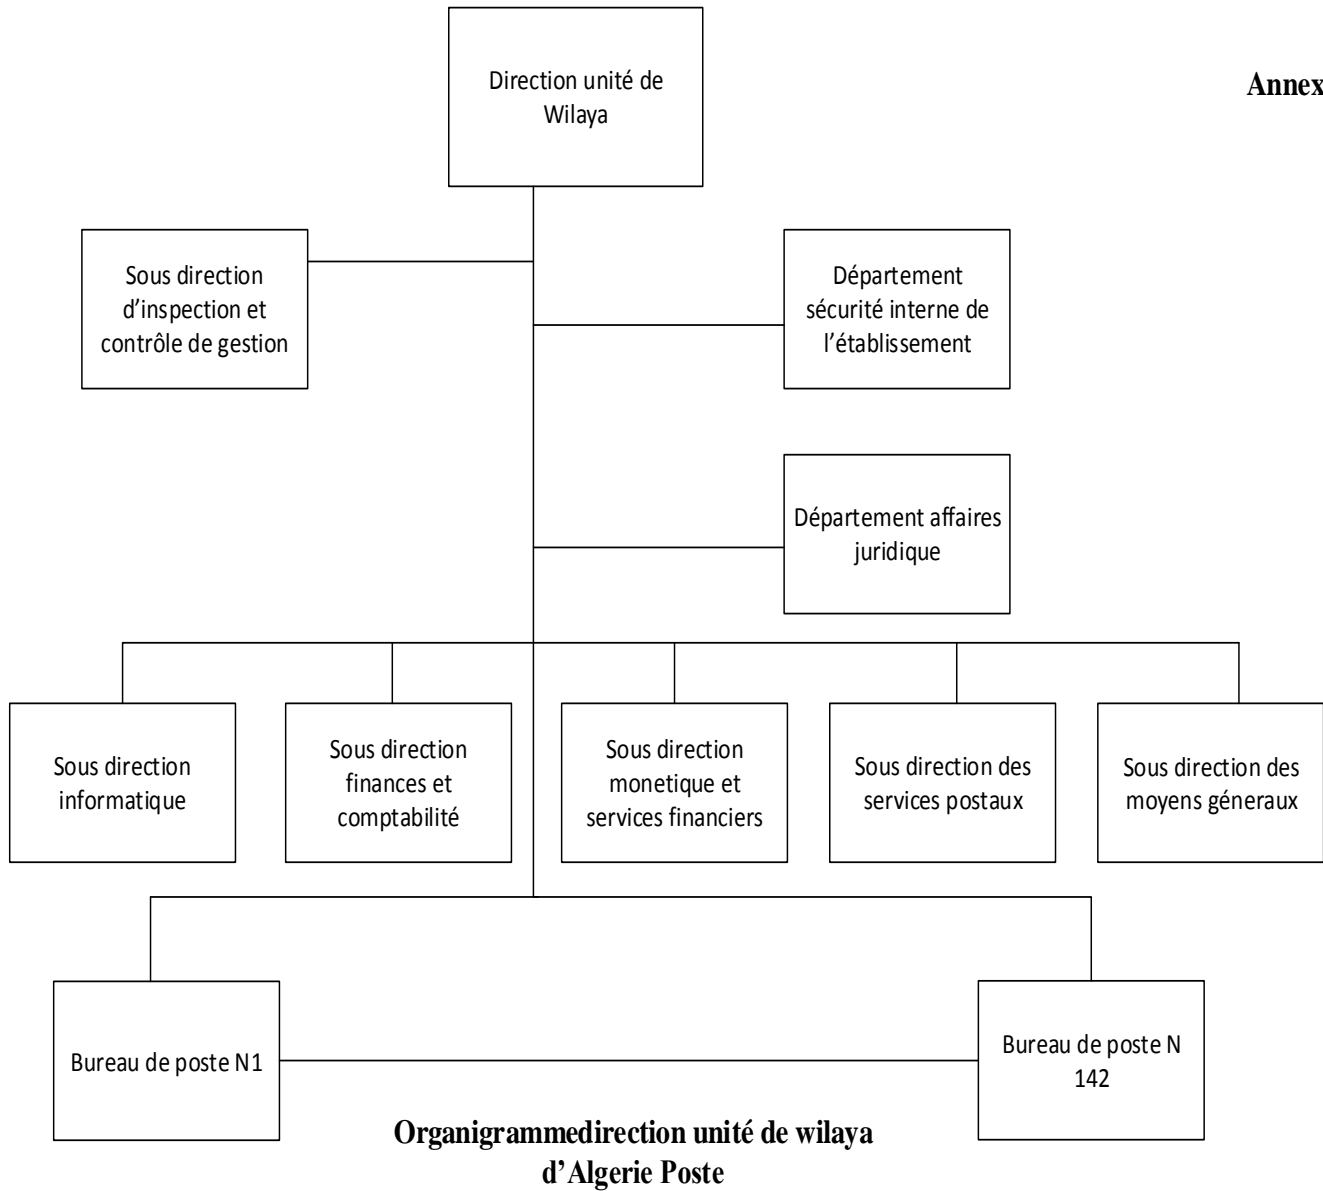 Direction unité de
Wilaya
Annex
Sous direction
d’inspection et
contrôle de gestion
Département
sécurité interne de
l’établissement
Département affaires
juridique
Sous direction
informatique
Sous direction
finances et
comptabilité
Sous direction
monetique et
services financiers
Sous direction des
services postaux
Sous direction des
moyens géneraux
Bureau de poste N1
Bureau de poste N
142
Organigrammedirection unité de wilaya
d’Algerie Poste